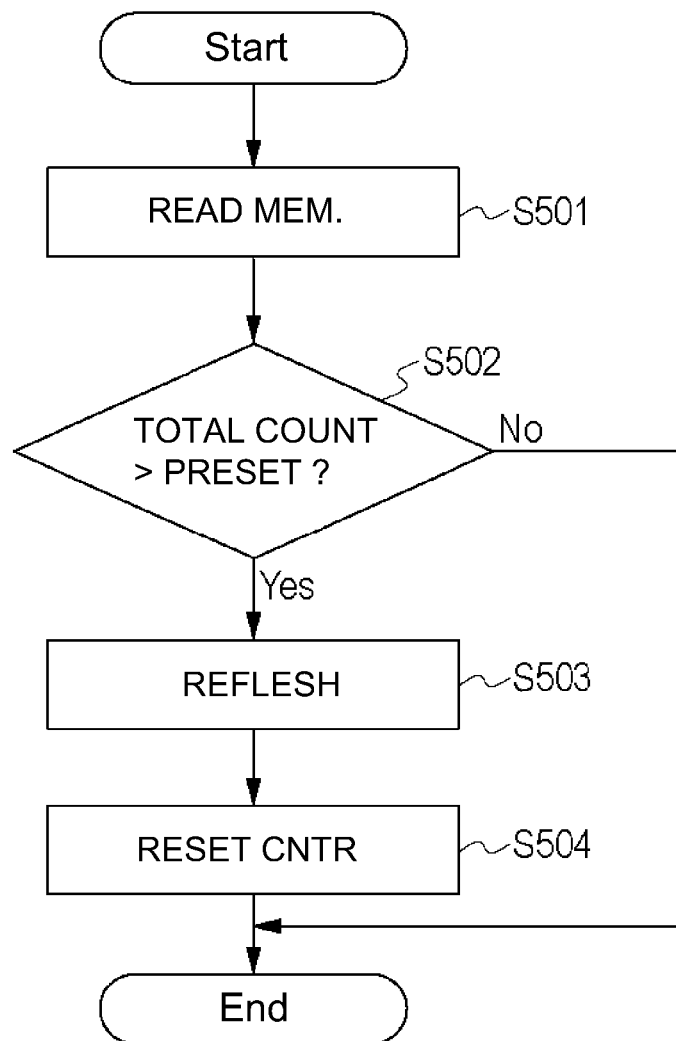 Start
READ MEM.
S501
S502
TOTAL COUNT
> PRESET ?
No
Yes
REFLESH
S503
RESET CNTR
S504
End